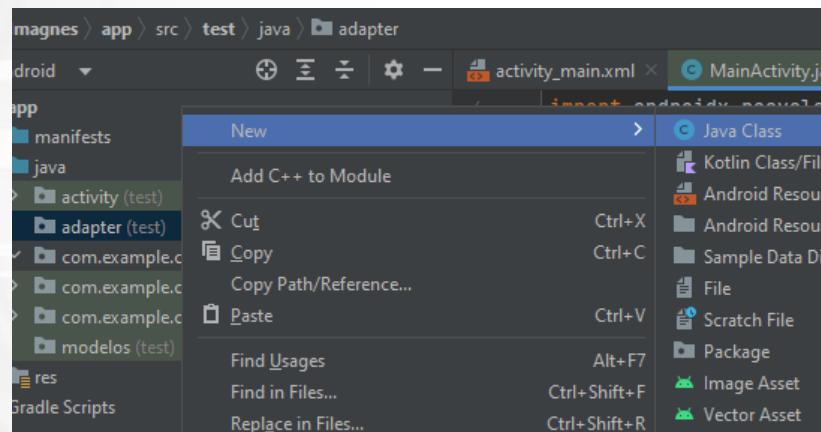 magnes 〉 app 〉 src 〉 test 〉 java 〉 adapter
droid
activity_main.xml
MainActivity.ja
app
manifests
java
activity (test)
adapter (test)
com.example.c
com.example.c
com.example.c
modelos (test)
res
Gradle Scripts
New
Add C++ to Module
Cut Ctrl+X
Copy Ctrl+C
Copy Path/Reference...
Paste Ctrl+V
Find Usages Alt+F7
Find in Files... Ctrl+Shift+F
Replace in Files... Ctrl+Shift+R
Java Class
Kotlin Class/Fil
Android Resou
Android Resou
Sample Data Di
File
Scratch File
Package
Image Asset
Vector Asset